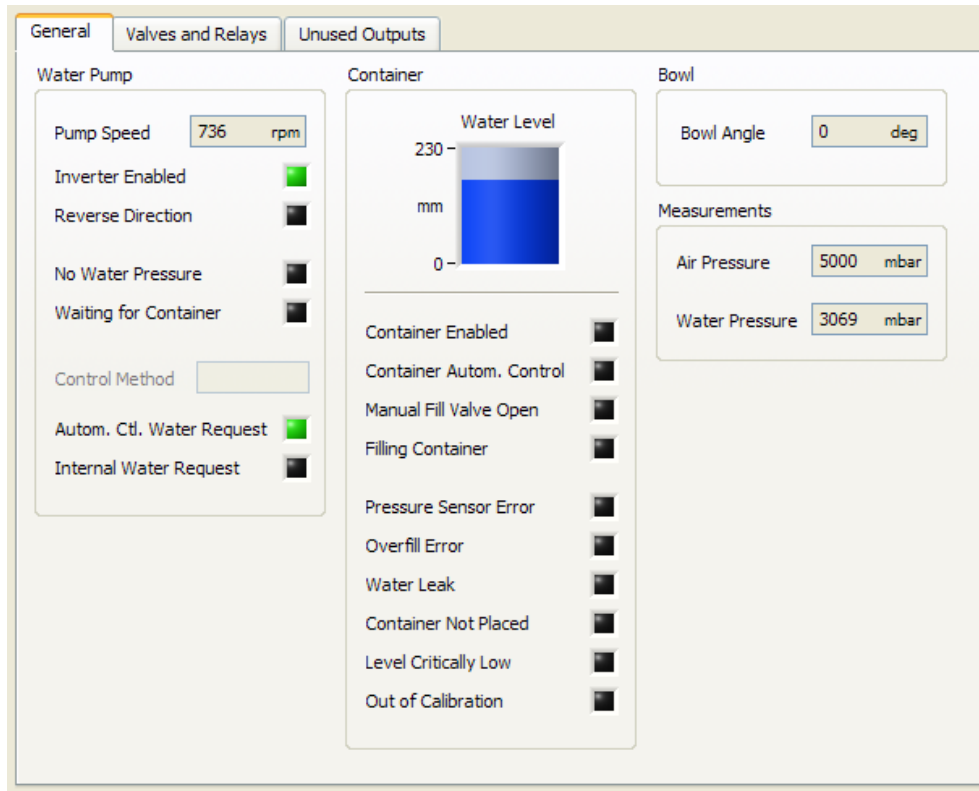 General
Valves and Relays
Unused Outputs
Water Pump
Pump Speed 736 rpm
Inverter Enabled
Reverse Direction
No Water Pressure
Waiting for Container
Control Method
Autom. Ctl. Water Request
Internal Water Request
Container
Water Level
230
mm
0
Container Enabled
Container Autom. Control
Manual Fill Valve Open
Filling Container
Pressure Sensor Error
Overfill Error
Water Leak
Container Not Placed
Level Critically Low
Out of Calibration
Bowl
Bowl Angle 0 deg
Measurements
Air Pressure 5000 mbar
Water Pressure 3069 mbar